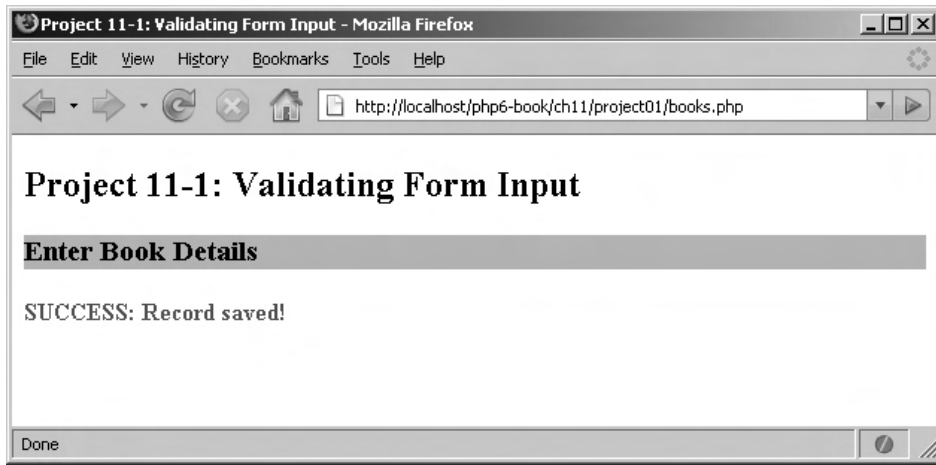 Project 11-1: Validating Form Input - Mozilla Firefox
File Edit View History Bookmarks Tools Help
http://localhost/php6-book/ch11/project01/books.php
Project 11-1: Validating Form Input
Enter Book Details
SUCCESS: Record saved!
Done